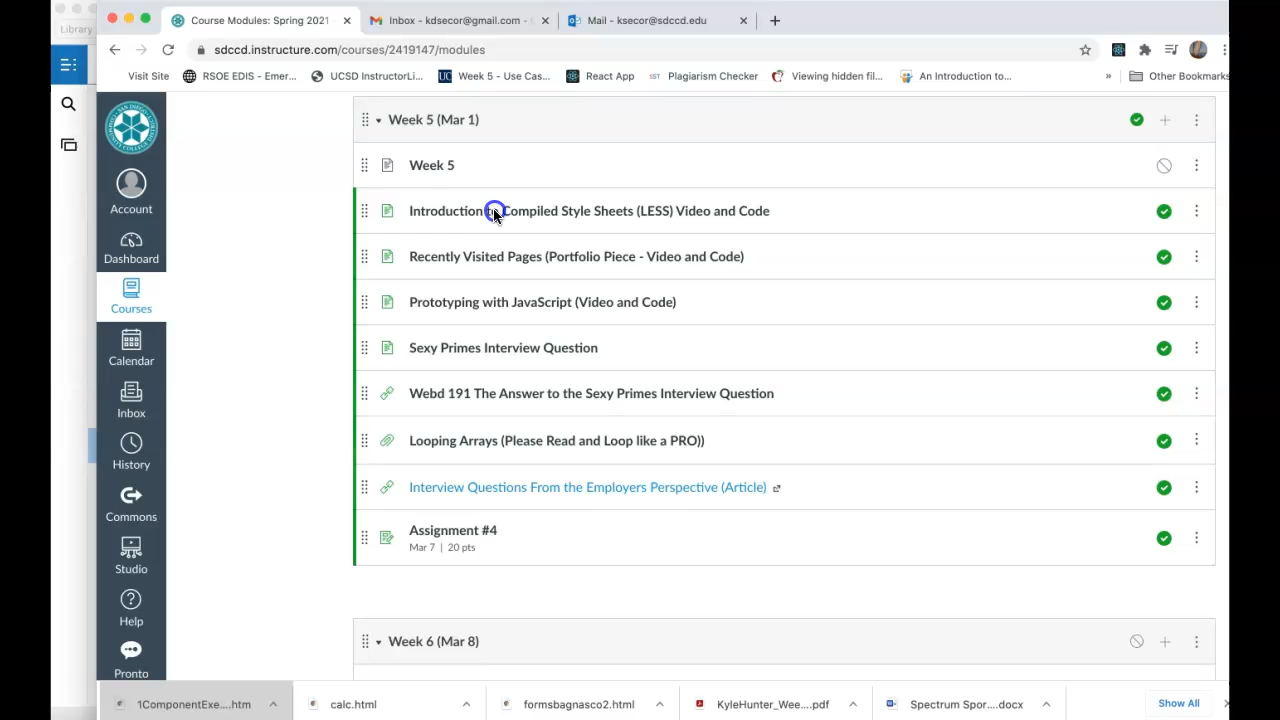 Library
Course Modules: Spring 2021
Inbox - kdsecor@gmail.com -
Mail - ksecor@sdccd.edu
sdccd.instructure.com/courses/2419147/modules
Visit Site
RSOE EDIS - Emer...
UCSD InstructorLi...
UC
Week 5 - Use Cas...
React App
Plagiarism Checker
Viewing hidden fil...
An Introduction to...
»
Other Bookmarks
Account
Dashboard
Courses
Calendar
Inbox
History
Commons
Studio
Help
Pronto
Week 5 (Mar 1)
Week 5
Introduction to Compiled Style Sheets (LESS) Video and Code
Recently Visited Pages (Portfolio Piece - Video and Code)
Prototyping with JavaScript (Video and Code)
Sexy Primes Interview Question
Webd 191 The Answer to the Sexy Primes Interview Question
Looping Arrays (Please Read and Loop like a PRO))
Interview Questions From the Employers Perspective (Article)
Assignment #4
Mar 7 | 20 pts
Week 6 (Mar 8)
1ComponentExe....htm
calc.html
formsbagnasco2.html
KyleHunter_Wee....pdf
Spectrum Spor....docx
Show All